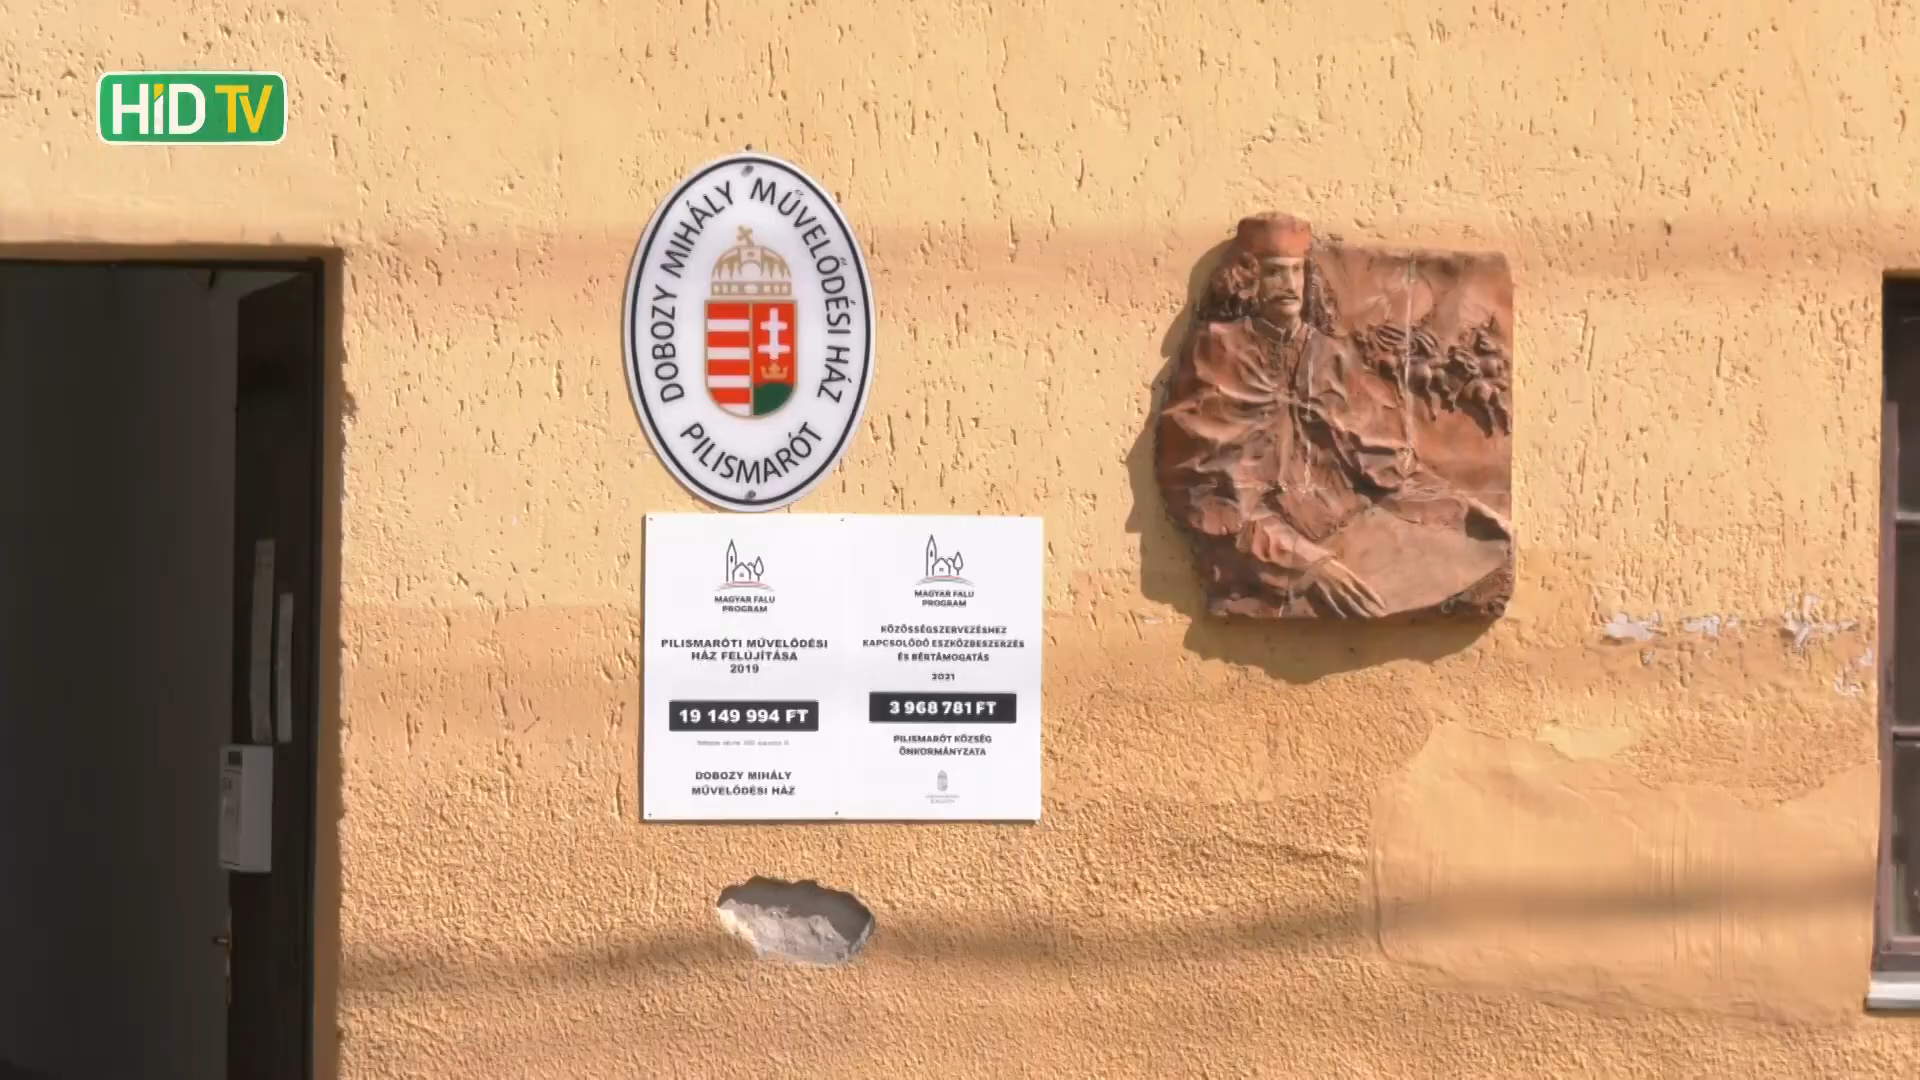 HÍD TV
DOBOZY MIHÁLY MŰVELŐDÉSI HÁZ
PILISMARÓT
MAGYAR FALU
PROGRAM
PILISMARÓTI MŰVELŐDÉSI
HÁZ FELÚJÍTÁSA
2019
19 149 994 FT
DOBOZY MIHÁLY
MŰVELŐDÉSI HÁZ
MAGYAR FALU
PROGRAM
KÖZÖSSÉGSZERVEZÉSHEZ
KAPCSOLÓDÓ ESZKÖZBESZERZÉS
ÉS BÉRTÁMOGATÁS
2021
3 968 781 FT
PILISMARÓT KÖZSÉG
ÖNKORMÁNYZATA